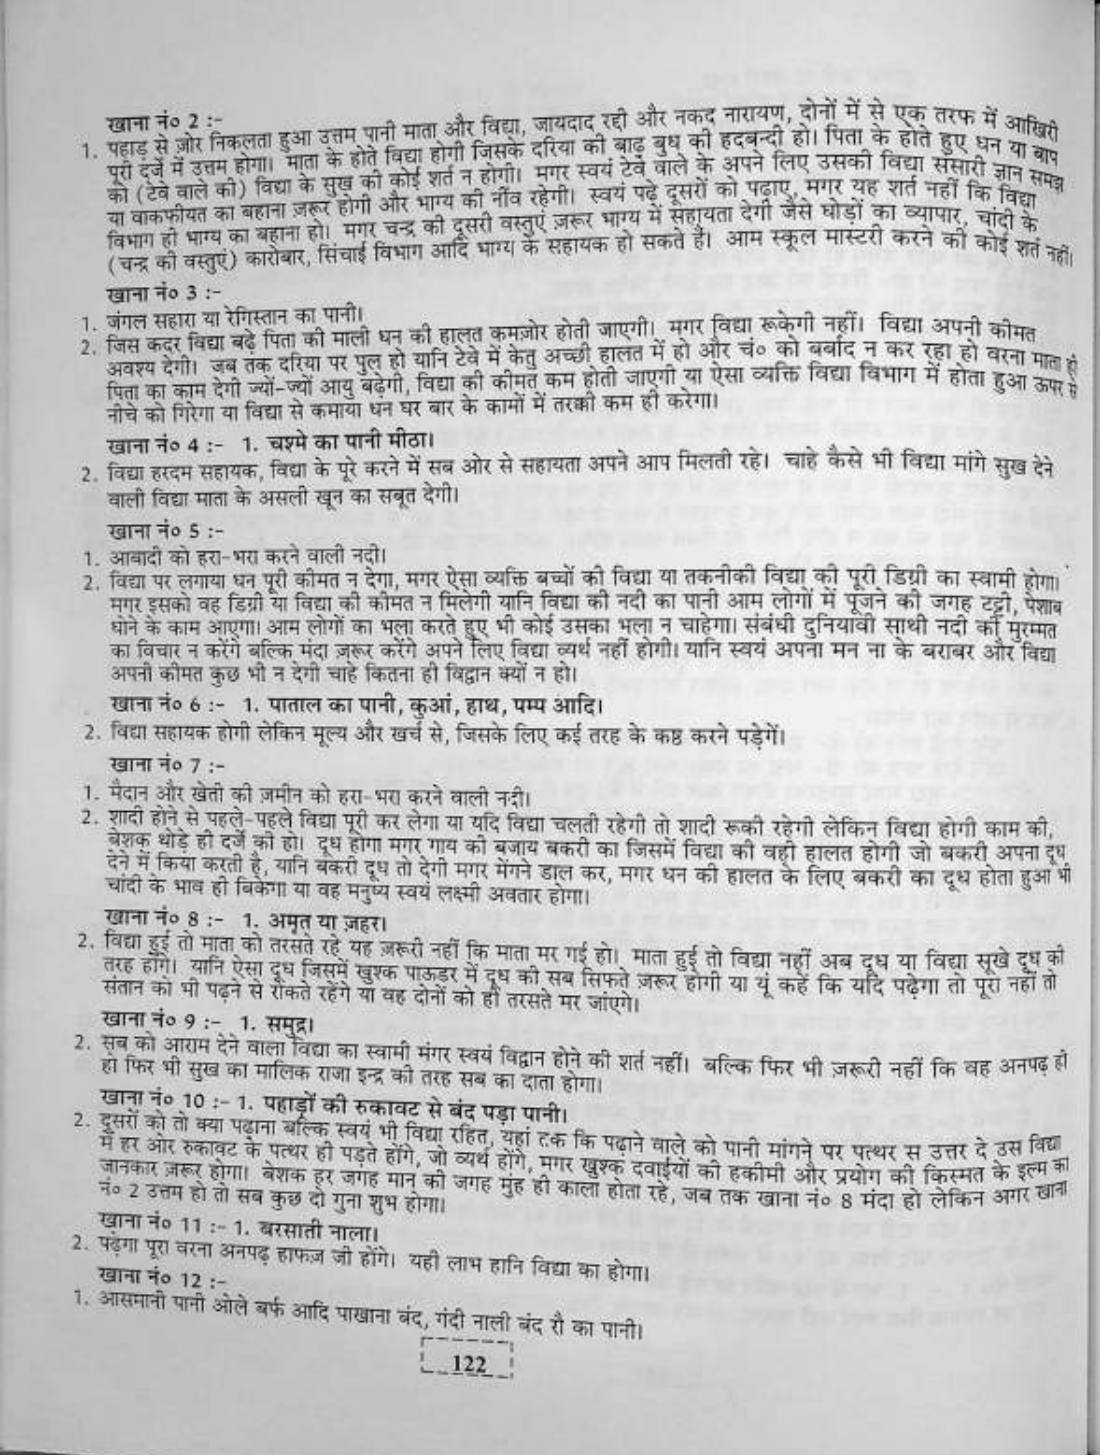 खाना नं० 2 :-
1. पहाड़ से ज़ोर निकलता हुआ उत्तम पानी माता और विद्या, जायदाद रद्दी और नकद नारायण, दोनों में से एक तरफ में आखिरी
पूरी दर्जे में उत्तम होगा। माता के होते विद्या होगी जिसके दरिया की बाढ़ बुध की हदबन्दी हो। पिता के होते हुए धन या बाप
को (टेवे वाले की) विद्या के सुख की कोई शर्त न होगी। मगर स्वयं टेवे वाले के अपने लिए उसकी विद्या संसारी ज्ञान समझ
या वाकफीयत का बहाना ज़रूर होगी और भाग्य की नींव रहेगी। स्वयं पढ़े दूसरों को पढ़ाए, मगर यह शर्त नहीं कि विद्या
विभाग ही भाग्य का बहाना हो। मगर चन्द्र की दूसरी वस्तुएं ज़रूर भाग्य में सहायता देगी जैसे घोड़ों का व्यापार, चांदी के
(चन्द्र की वस्तुएं) कारोबार, सिंचाई विभाग आदि भाग्य के सहायक हो सकते हैं। आम स्कूल मास्टरी करने की कोई शर्त नहीं।
खाना नं० 3 :-
1. जंगल सहारा या रेगिस्तान का पानी।
2. जिस कदर विद्या बढ़े पिता की माली धन की हालत कमज़ोर होती जाएगी। मगर विद्या रूकेगी नहीं। विद्या अपनी कीमत
अवश्य देगी। जब तक दरिया पर पुल हो यानि टेवे में केतु अच्छी हालत में हो और चं० को बर्बाद न कर रहा हो वरना माता ही
पिता का काम देगी ज्यों-ज्यों आयु बढ़ेगी, विद्या की कीमत कम होती जाएगी या ऐसा व्यक्ति विद्या विभाग में होता हुआ ऊपर से
नीचे को गिरेगा या विद्या से कमाया धन घर बार के कामों में तरक्की कम ही करेगा।
खाना नं० 4 :- 1. चश्मे का पानी मीठा।
2. विद्या हरदम सहायक, विद्या के पूरे करने में सब ओर से सहायता अपने आप मिलती रहे। चाहे कैसे भी विद्या मांगे सुख देने
वाली विद्या माता के असली खून का सबूत देगी।
खाना नं० 5 :-
1. आबादी को हरा-भरा करने वाली नदी।
2. विद्या पर लगाया धन पूरी कीमत न देगा, मगर ऐसा व्यक्ति बच्चों की विद्या या तकनीकी विद्या की पूरी डिग्री का स्वामी होगा।
मगर इसको वह डिग्री या विद्या की कीमत न मिलेगी यानि विद्या की नदी का पानी आम लोगों में पूजने की जगह टट्टी, पेशाब
धोने के काम आएगा। आम लोगों का भला करते हुए भी कोई उसका भला न चाहेगा। संबंधी दुनियावी साथी नदी की मुरम्मत
का विचार न करेंगे बल्कि मंदा ज़रूर करेंगे अपने लिए विद्या व्यर्थ नहीं होगी। यानि स्वयं अपना मन ना के बराबर और विद्या
अपनी कीमत कुछ भी न देगी चाहे कितना ही विद्वान क्यों न हो।
खाना नं० 6 :- 1. पाताल का पानी, कुआं, हाथ, पम्प आदि।
2. विद्या सहायक होगी लेकिन मूल्य और खर्च से, जिसके लिए कई तरह के कष्ठ करने पड़ेगें।
खाना नं० 7 :-
1. मैदान और खेती की ज़मीन को हरा-भरा करने वाली नदी।
2. शादी होने से पहले-पहले विद्या पूरी कर लेगा या यदि विद्या चलती रहेगी तो शादी रूकी रहेगी लेकिन विद्या होगी काम की,
बेशक थोड़े ही दर्जे की हो। दूध होगा मगर गाय की बजाय बकरी का जिसमें विद्या की वही हालत होगी जो बकरी अपना दूध
देने में किया करती है, यानि बकरी दूध तो देगी मगर मेंगने डाल कर, मगर धन की हालत के लिए बकरी का दूध होता हुआ भी
चांदी के भाव ही बिकेगा या वह मनुष्य स्वयं लक्ष्मी अवतार होगा।
खाना नं० 8 :- 1. अमृत या ज़हर।
2. विद्या हुई तो माता को तरसते रहे यह ज़रूरी नहीं कि माता मर गई हो। माता हुई तो विद्या नहीं अब दूध या विद्या सूखे दूध की
तरह होंगे। यानि ऐसा दूध जिसमें खुश्क पाऊडर में दूध की सब सिफते ज़रूर होगी या यूं कहें कि यदि पढ़ेगा तो पूरा नहीं तो
संतान को भी पढ़ने से रोकते रहेंगे या वह दोनों को ही तरसते मर जांएगे।
खाना नं० 9 :- 1. समुद्र।
2. सब को आराम देने वाला विद्या का स्वामी मंगर स्वयं विद्वान होने की शर्त नहीं। बल्कि फिर भी ज़रूरी नहीं कि वह अनपढ़ हो
हो फिर भी सुख का मालिक राजा इन्द्र की तरह सब का दाता होगा।
खाना नं० 10 :- 1. पहाड़ों की रुकावट से बंद पड़ा पानी।
2. दूसरों को तो क्या पढ़ाना बल्कि स्वयं भी विद्या रहित, यहां तक कि पढ़ाने वाले को पानी मांगने पर पत्थर स उत्तर दे उस विद्या
में हर ओर रुकावट के पत्थर ही पड़ते होंगे, जो व्यर्थ होंगे, मगर खुश्क दवाईयों की हकीमी और प्रयोग की किस्मत के इल्म का
जानकार ज़रूर होगा। बेशक हर जगह मान की जगह मुंह ही काला होता रहे, जब तक खाना नं० 8 मंदा हो लेकिन अगर खाना
नं० 2 उत्तम हो तो सब कुछ दो गुना शुभ होगा।
खाना नं० 11 :- 1. बरसाती नाला।
2. पढ़ेगा पूरा वरना अनपढ़ हाफज़ जी होंगे। यही लाभ हानि विद्या का होगा।
खाना नं० 12 :-
1. आसमानी पानी ओले बर्फ आदि पाखाना बंद, गंदी नाली बंद रौ का पानी।
122